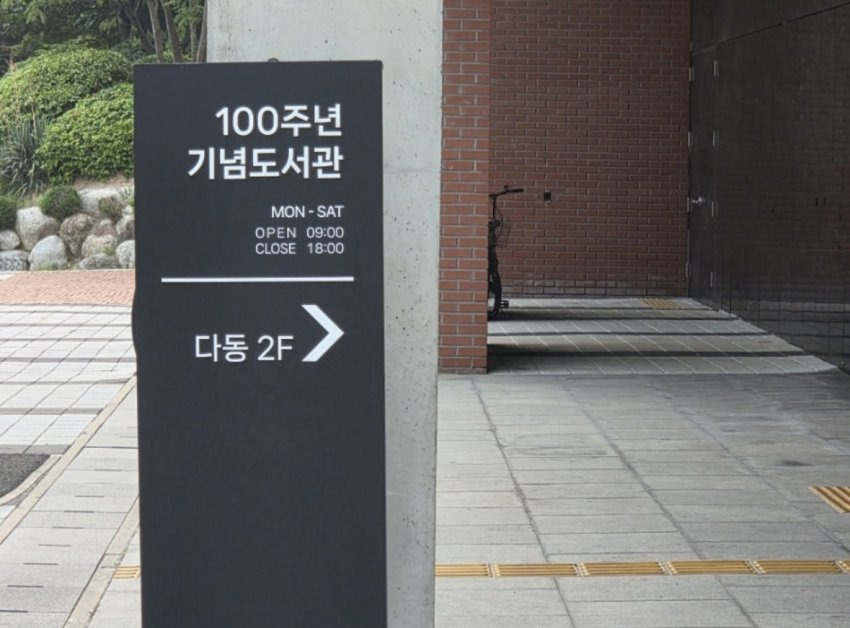 100주년
기념도서관
MON - SAT
OPEN 09:00
CLOSE 18:00
다동 2F